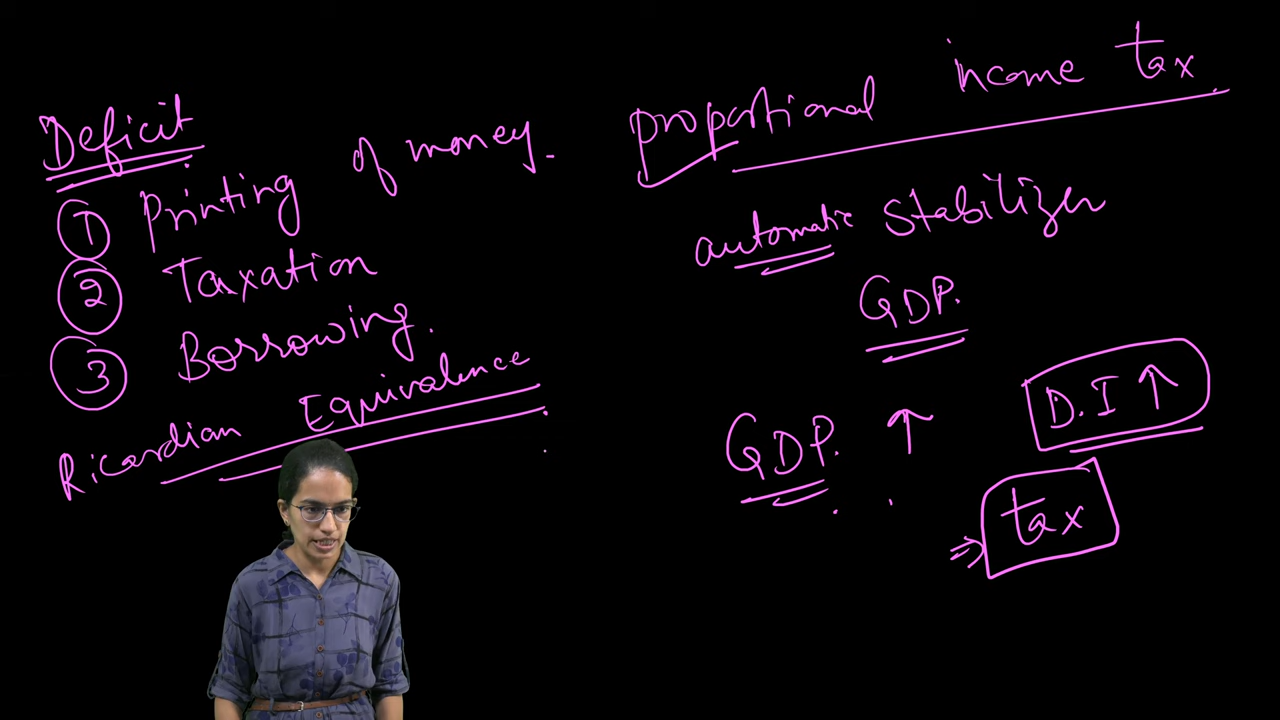 Deficit
① Printing of money.
② Taxation
③ Borrowing.
Ricardian Equivalence
proportional income tax
automatic stabilizer
GDP.
GDP. ↑ D.I ↑
⇒ tax